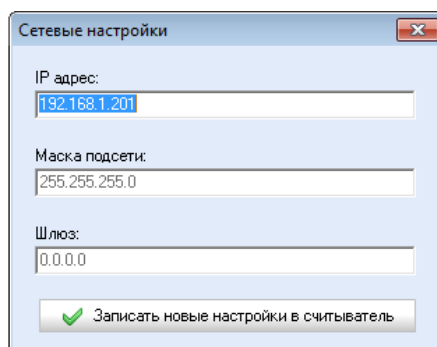 Сетевые настройки
IP адрес:
192.168.1.201
Маска подсети:
255.255.255.0
Шлюз:
0.0.0.0
Записать новые настройки в считыватель